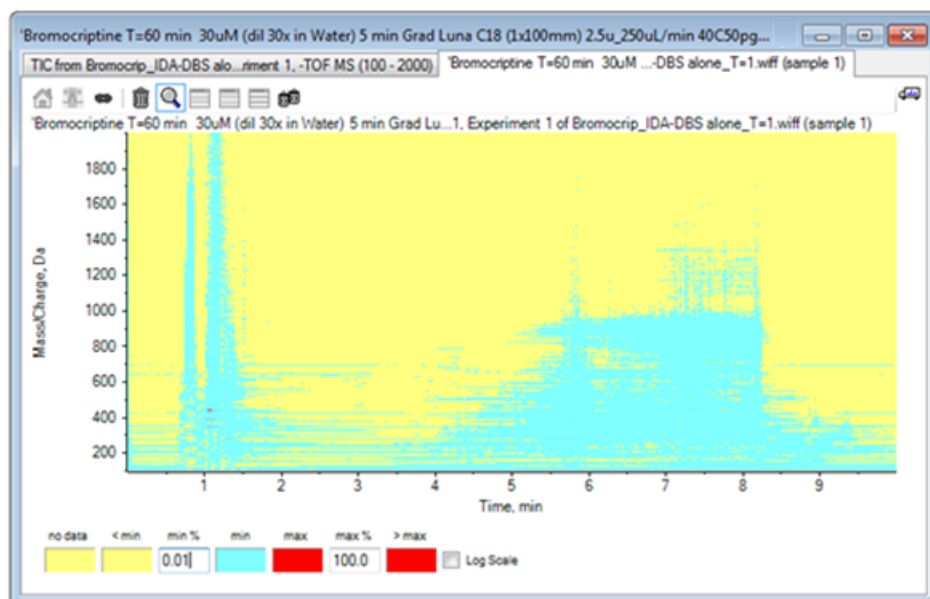 'Bromocriptine T=60 min 30uM (dil 30x in Water) 5 min Grad Luna C18 (1x100mm) 2.5u_250uL/min 40C50pg...
TIC from Bromocrip_IDA-DBS alo...riment 1, -TOF MS (100 - 2000)
'Bromocriptine T=60 min 30uM ...-DBS alone_T=1.wiff (sample 1)
'Bromocriptine T=60 min 30uM (dil 30x in Water) 5 min Grad Lu...1, Experiment 1 of Bromocrip_IDA-DBS alone_T=1.wiff (sample 1)
Mass/Charge, Da
1800
1600
1400
1200
1000
800
600
400
200
1 2 3 4 5 6 7 8 9
Time, min
no data < min min % min max max % > max
0.01 100.0 Log Scale